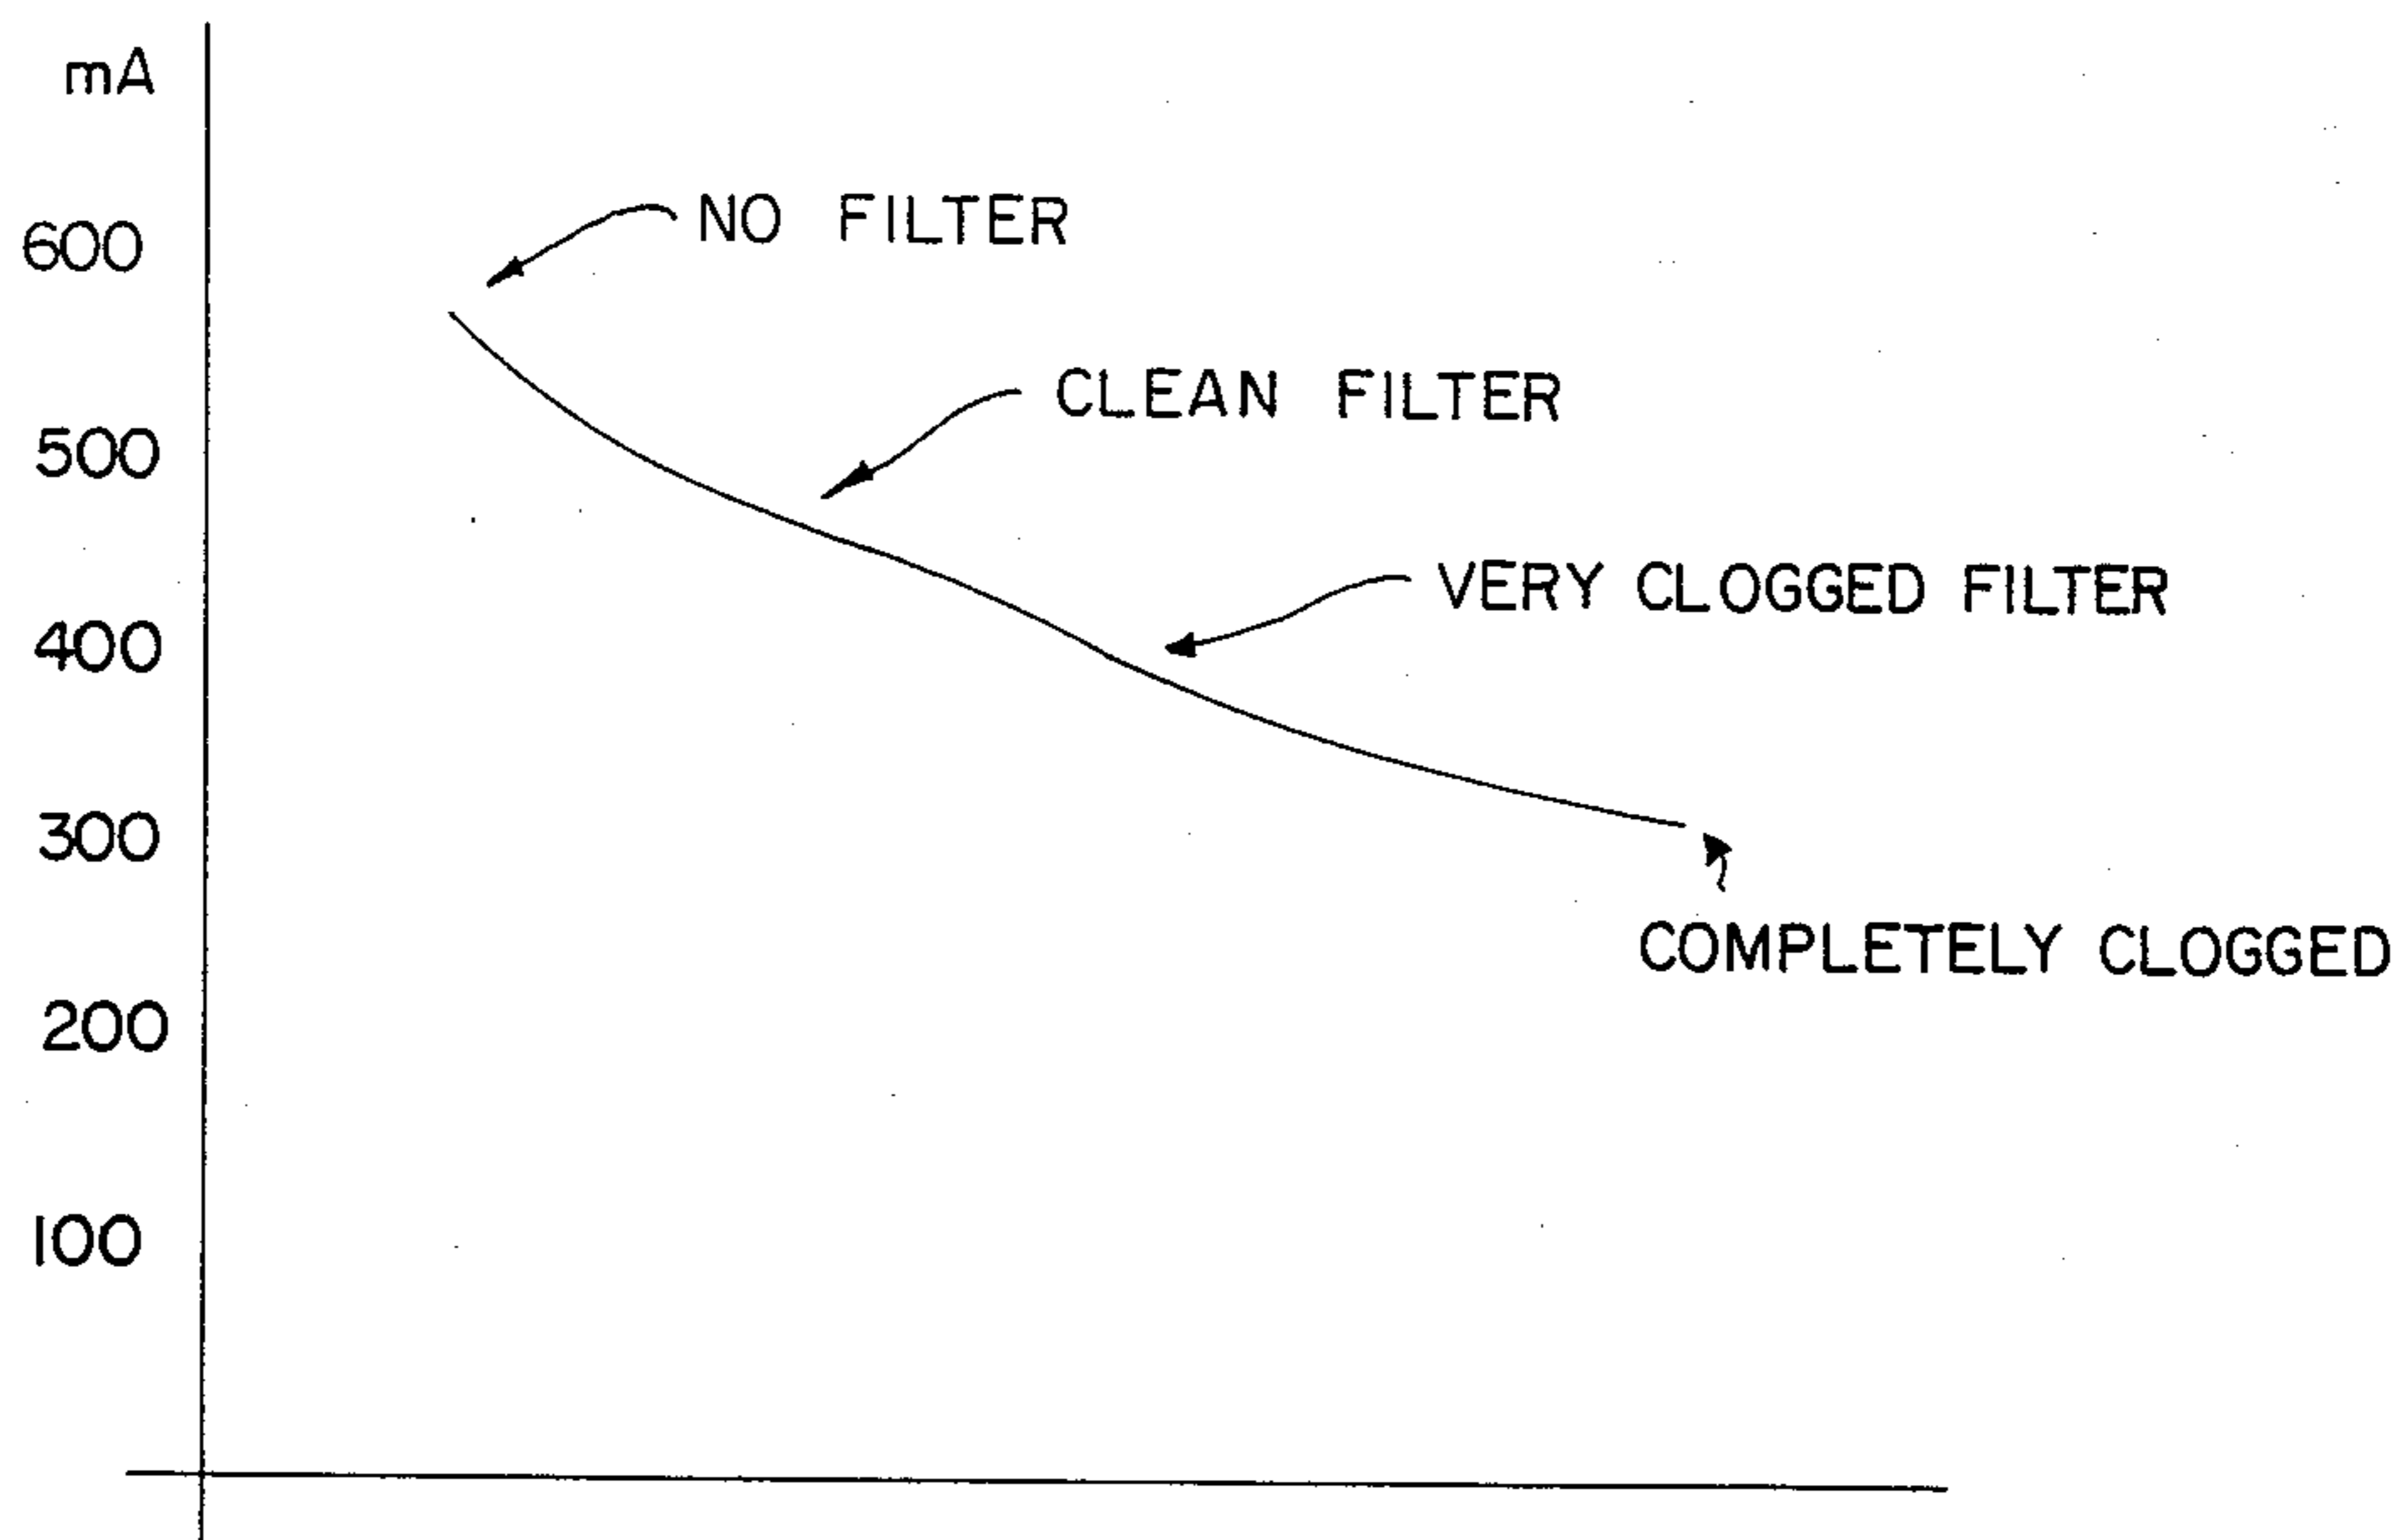 mA
600
NO FILTER
CLEAN FILTER
500
VERY CLOGGED FILTER
400
300
COMPLETELY CLOGGED
200
100